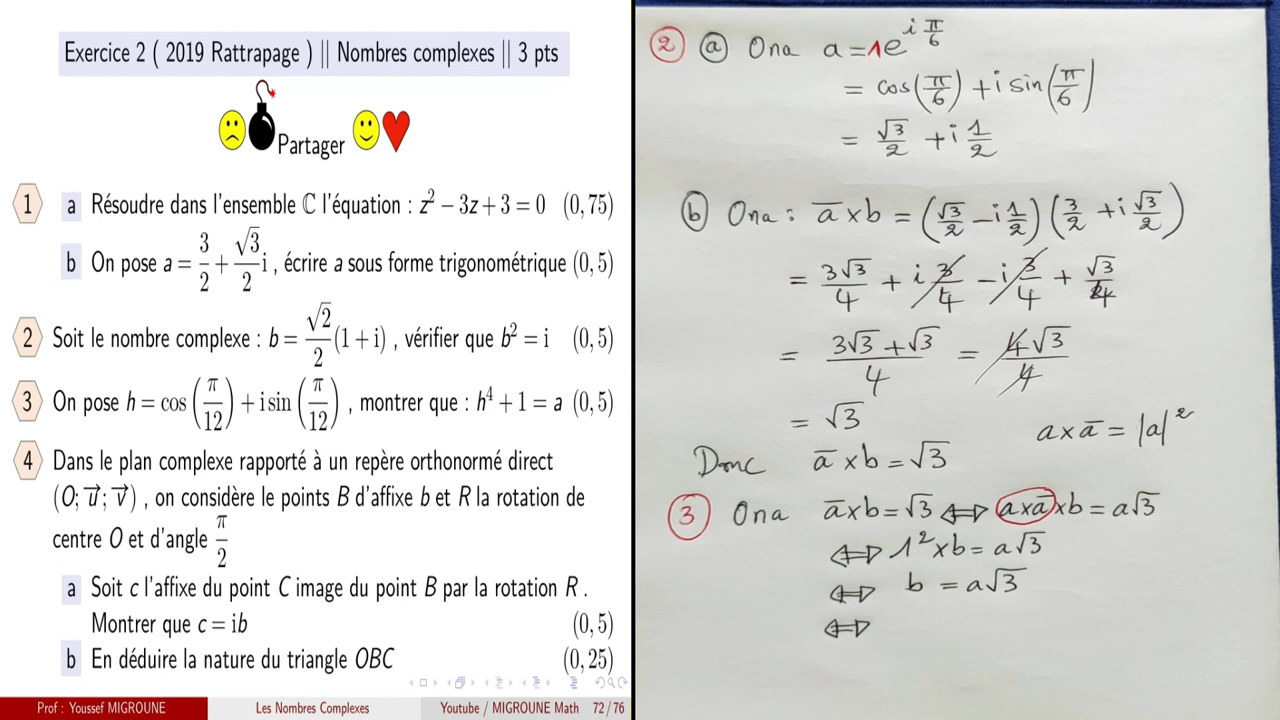 Exercice 2 ( 2019 Rattrapage ) || Nombres complexes || 3 pts
Partager
1 a Résoudre dans l'ensemble ℂ l'équation : z² − 3z + 3 = 0 (0,75)
b On pose a = 3/2 + √3/2 i , écrire a sous forme trigonométrique (0,5)
2 Soit le nombre complexe : b = √2/2 (1 + i) , vérifier que b² = i (0,5)
3 On pose h = cos(π/12) + i sin(π/12) , montrer que : h⁴ + 1 = a (0,5)
4 Dans le plan complexe rapporté à un repère orthonormé direct
(O; u⃗; v⃗) , on considère le points B d'affixe b et R la rotation de
centre O et d'angle π/2
a Soit c l'affixe du point C image du point B par la rotation R .
Montrer que c = ib (0,5)
b En déduire la nature du triangle OBC (0,25)
Prof : Youssef MIGROUNE Les Nombres Complexes Youtube / MIGROUNE Math 72 / 76
2 a Ona a = 1e^(i π/6)
= cos(π/6) + i sin(π/6)
= √3/2 + i 1/2
b Ona : a̅ x b = (√3/2 − i 1/2)(3/2 + i √3/2)
= 3√3/4 + i 3/4 − i 3/4 + √3/4
= 3√3 + √3/4 = 4√3/4
= √3
a x a̅ = |a|²
Donc a̅ x b = √3
3 Ona a̅ x b = √3 ⟺ a x a̅ x b = a√3
⟺ 1² x b = a√3
⟺ b = a√3
⟺